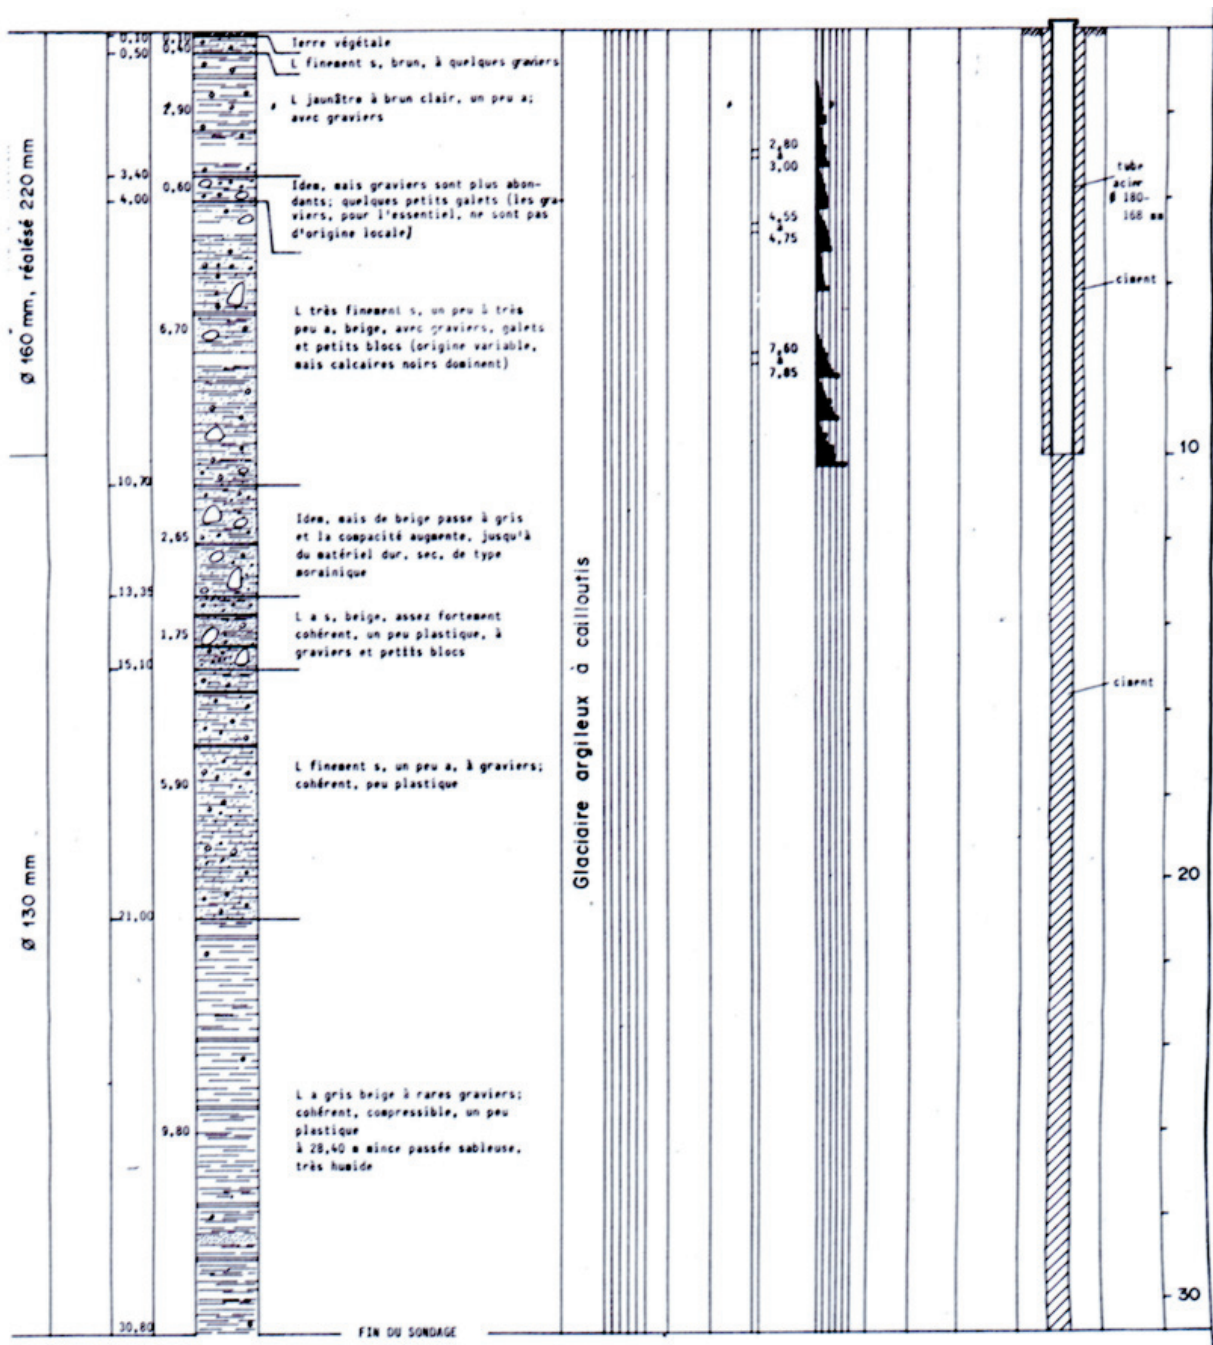 Ø 160 mm, réalésé 220 mm
Ø 130 mm
0,10
0,50
3,40
4,00
10,70
13,35
15,10
21,00
30,80
0,10
0,40
2,90
0,60
6,70
2,65
1,75
5,90
9,80
Terre végétale
L finement s, brun, à quelques graviers
L jaunâtre à brun clair, un peu a;
avec graviers
Idem, mais graviers sont plus abon-
dants; quelques petits galets (les gra-
viers, pour l'essentiel, ne sont pas
d'origine locale)
L très finement s, un peu à très
peu a, beige, avec graviers, galets
et petits blocs (origine variable,
mais calcaires noirs dominent)
Idem, mais de beige passe à gris
et la compacité augmente, jusqu'à
du matériel dur, sec, de type
morainique
L a s, beige, assez fortement
cohérent, un peu plastique, à
graviers et petits blocs
L finement s, un peu a, à graviers;
cohérent, peu plastique
L a gris beige à rares graviers;
cohérent, compressible, un peu
plastique
à 28,40 m mince passée sableuse,
très humide
FIN DU SONDAGE
Glaciaire argileux à cailloutis
2,80
à
3,00
4,55
à
4,75
7,60
à
7,85
tube
acier
Ø 180-
168 mm
ciment
ciment
10
20
30